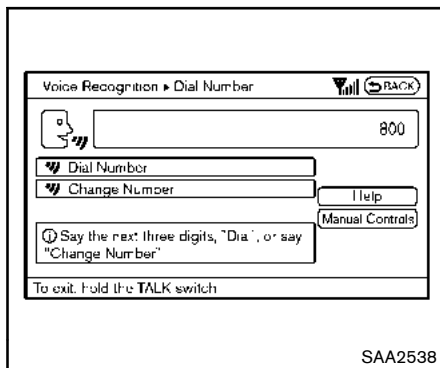 Voice Recognition ▸ Dial Number
BACK
800
Dial Number
Change Number
Help
Manual Controls
Say the next three digits, "Dial", or say
"Change Number"
To exit, hold the TALK switch
SAA2538